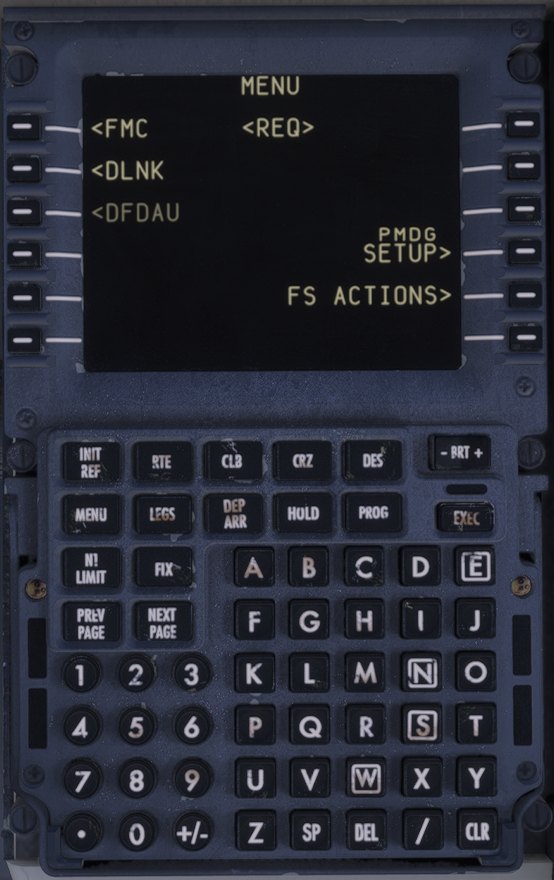 MENU
<FMC <REQ>
<DLNK
<DFDAU
PMDG
SETUP>
FS ACTIONS>
INIT REF RTE CLB CRZ DES - BRT +
MENU LEGS DEP ARR HOLD PROG EXEC
N1 LIMIT FIX A B C D E
PREV PAGE NEXT PAGE F G H I J
1 2 3 K L M N O
4 5 6 P Q R S T
7 8 9 U V W X Y
. 0 +/- Z SP DEL / CLR